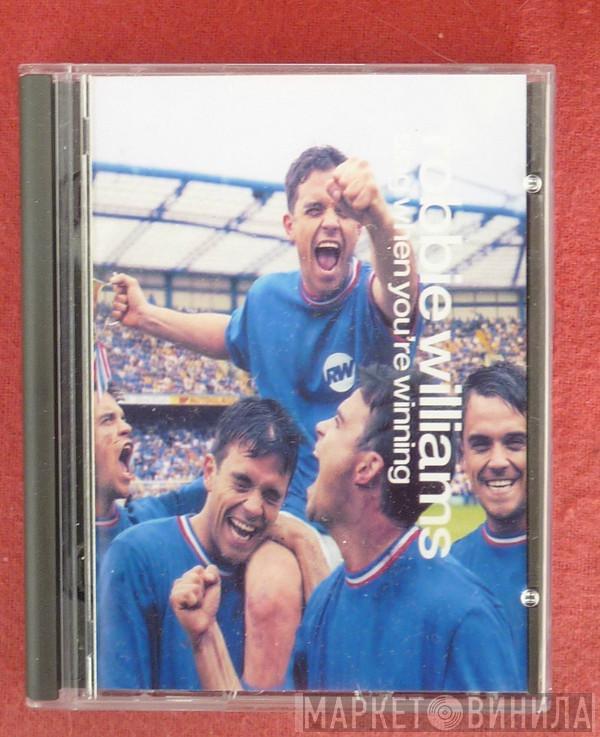 robbie williams
sing when you're winning
RW
МАРКЕТ ВИНИЛА